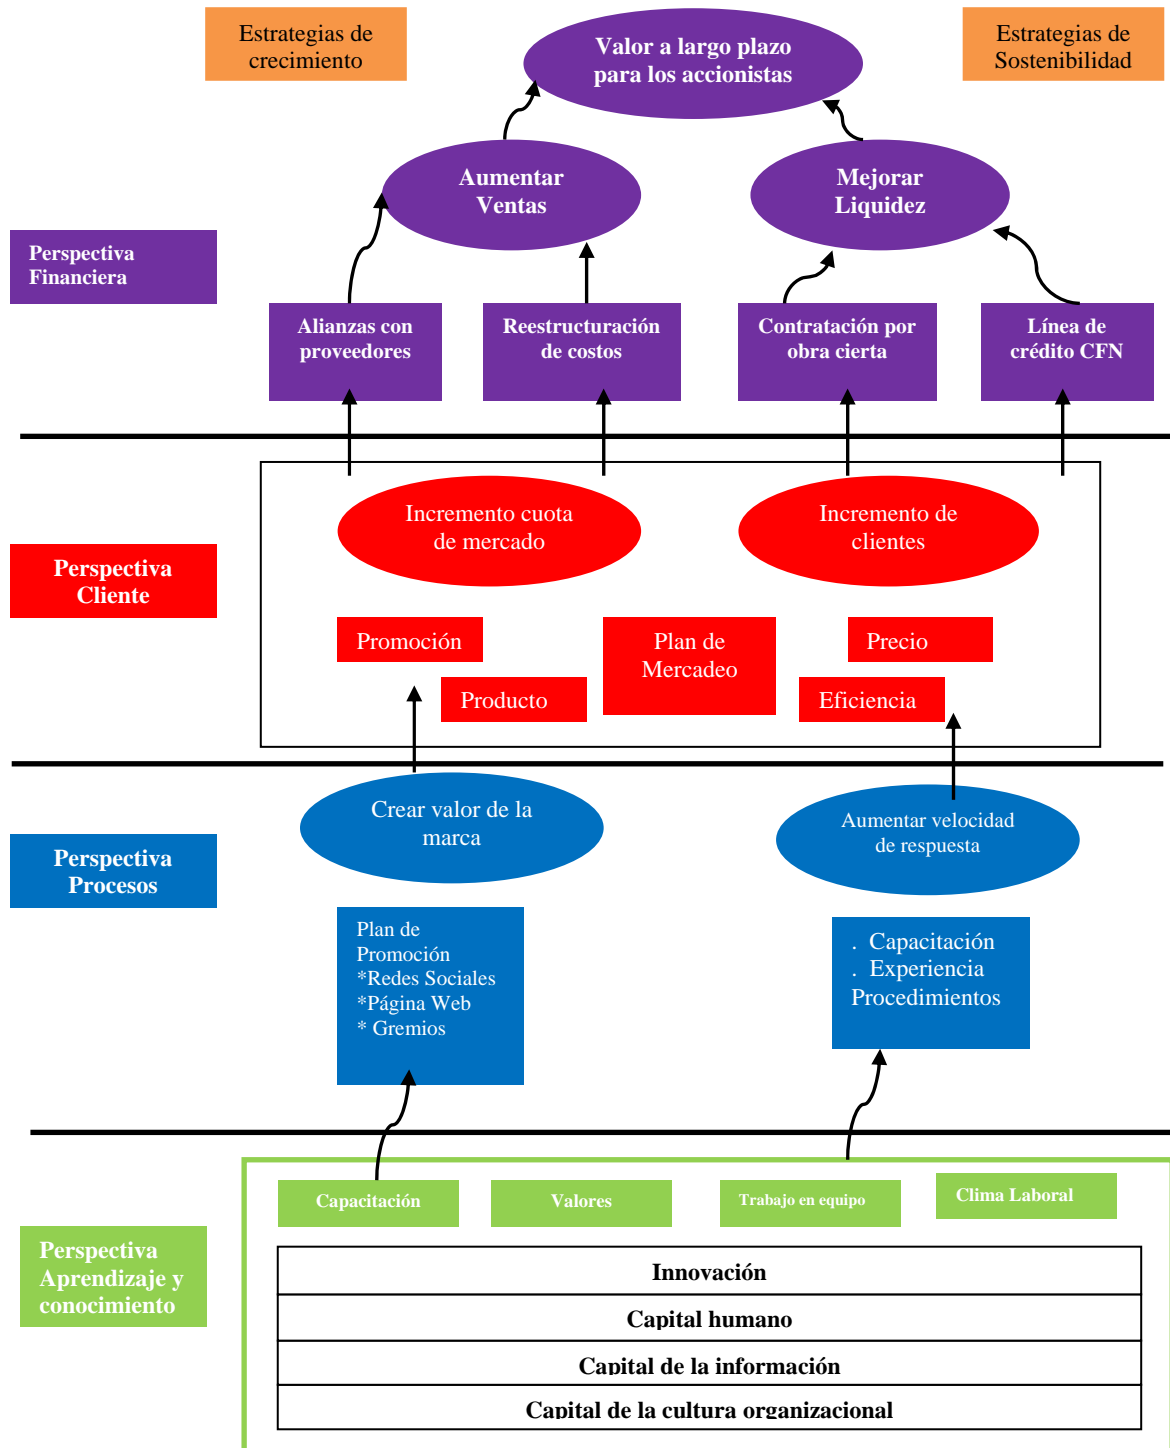 Estrategias de
crecimiento
Valor a largo plazo
para los accionistas
Estrategias de
Sostenibilidad
Aumentar
Ventas
Mejorar
Liquidez
Perspectiva
Financiera
Alianzas con
proveedores
Reestructuración
de costos
Contratación por
obra cierta
Línea de
crédito CFN
Incremento cuota
de mercado
Incremento de
clientes
Perspectiva
Cliente
Promoción
Plan de
Mercadeo
Precio
Producto
Eficiencia
Crear valor de la
marca
Aumentar velocidad
de respuesta
Perspectiva
Procesos
Plan de
Promoción
*Redes Sociales
*Página Web
* Gremios
. Capacitación
. Experiencia
Procedimientos
Capacitación
Valores
Trabajo en equipo
Clima Laboral
Perspectiva
Aprendizaje y
conocimiento
Innovación
Capital humano
Capital de la información
Capital de la cultura organizacional